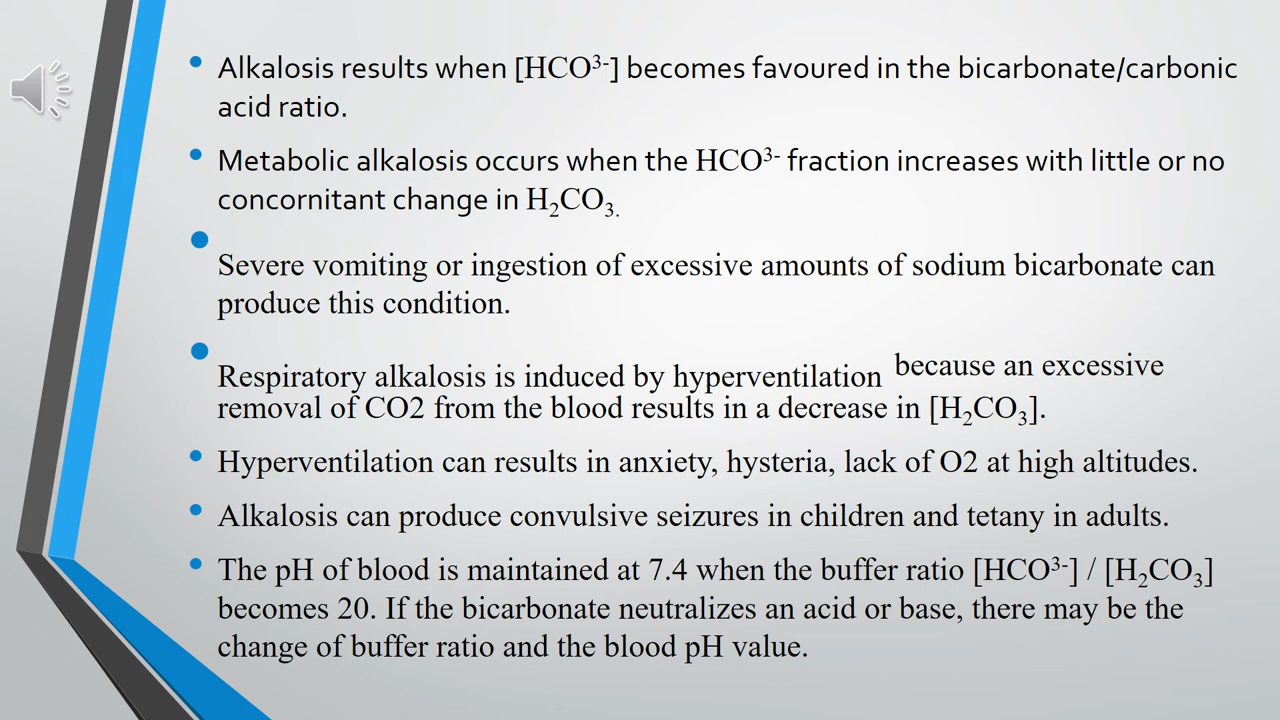 • Alkalosis results when [HCO³⁻] becomes favoured in the bicarbonate/carbonic
acid ratio.
• Metabolic alkalosis occurs when the HCO³⁻ fraction increases with little or no
concornitant change in H₂CO₃.
• Severe vomiting or ingestion of excessive amounts of sodium bicarbonate can
produce this condition.
• Respiratory alkalosis is induced by hyperventilation because an excessive
removal of CO2 from the blood results in a decrease in [H₂CO₃].
• Hyperventilation can results in anxiety, hysteria, lack of O2 at high altitudes.
• Alkalosis can produce convulsive seizures in children and tetany in adults.
• The pH of blood is maintained at 7.4 when the buffer ratio [HCO³⁻] / [H₂CO₃]
becomes 20. If the bicarbonate neutralizes an acid or base, there may be the
change of buffer ratio and the blood pH value.